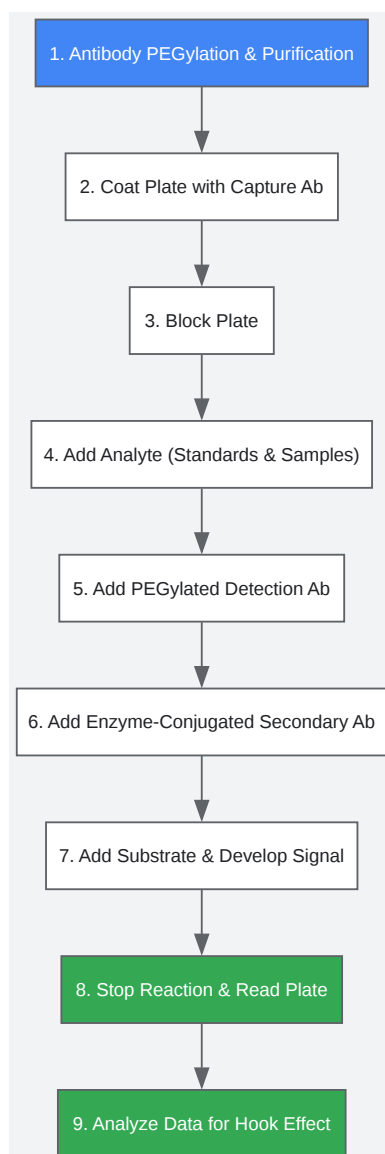 1. Antibody PEGylation & Purification
2. Coat Plate with Capture Ab
3. Block Plate
4. Add Analyte (Standards & Samples)
5. Add PEGylated Detection Ab
6. Add Enzyme-Conjugated Secondary Ab
7. Add Substrate & Develop Signal
8. Stop Reaction & Read Plate
9. Analyze Data for Hook Effect